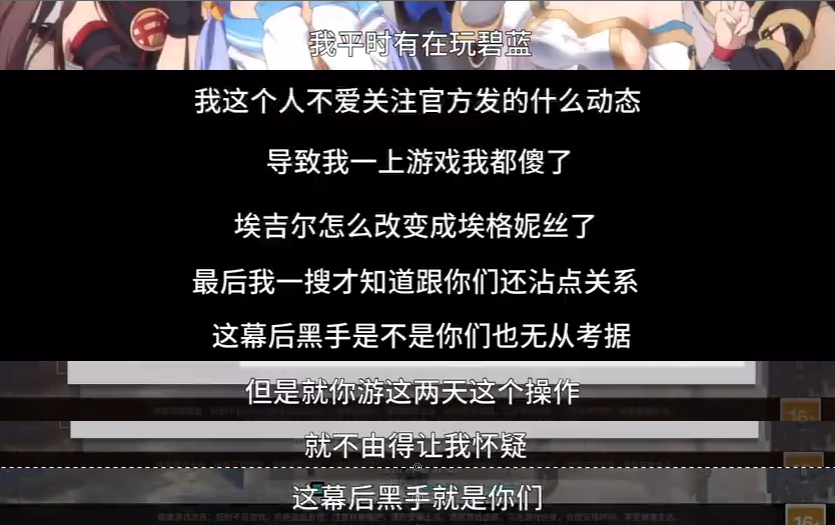 我平时有在玩碧蓝
我这个人不爱关注官方发的什么动态
导致我一上游戏我都傻了
埃吉尔怎么改变成埃格妮丝了
最后我一搜才知道跟你们还沾点关系
这幕后黑手是不是你们也无从考据
但是就你游这两天这个操作
16+
就不由得让我怀疑
这幕后黑手就是你们
16+